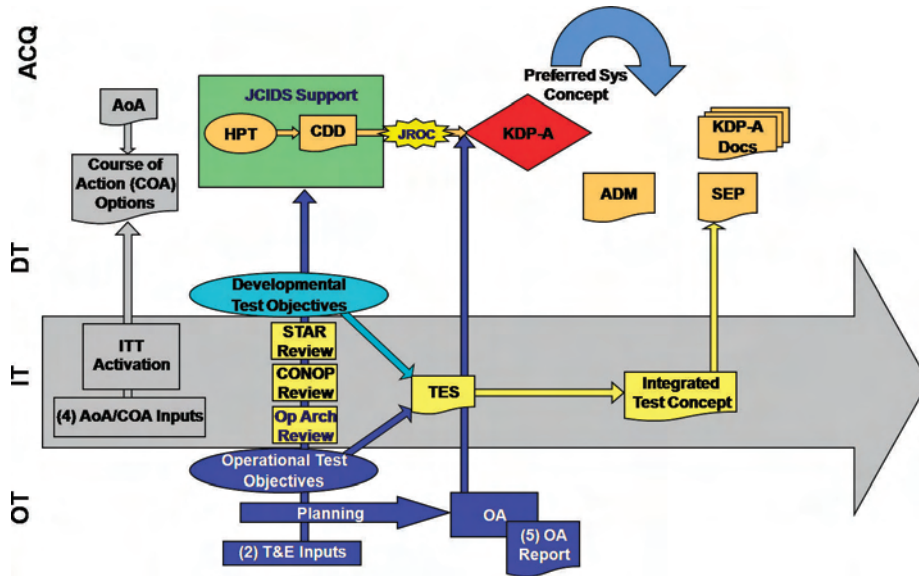 ACQ
DT
IT
OT
AoA
Course of
Action (COA)
Options
JCIDS Support
HPT
CDD
JROC
KDP-A
Preferred Sys
Concept
KDP-A
Docs
ADM
SEP
Developmental
Test Objectives
ITT
Activation
(4) AoA/COA Inputs
STAR
Review
CONOP
Review
Op Arch
Review
TES
Integrated
Test Concept
Operational Test
Objectives
Planning
OA
(5) OA
Report
(2) T&E Inputs